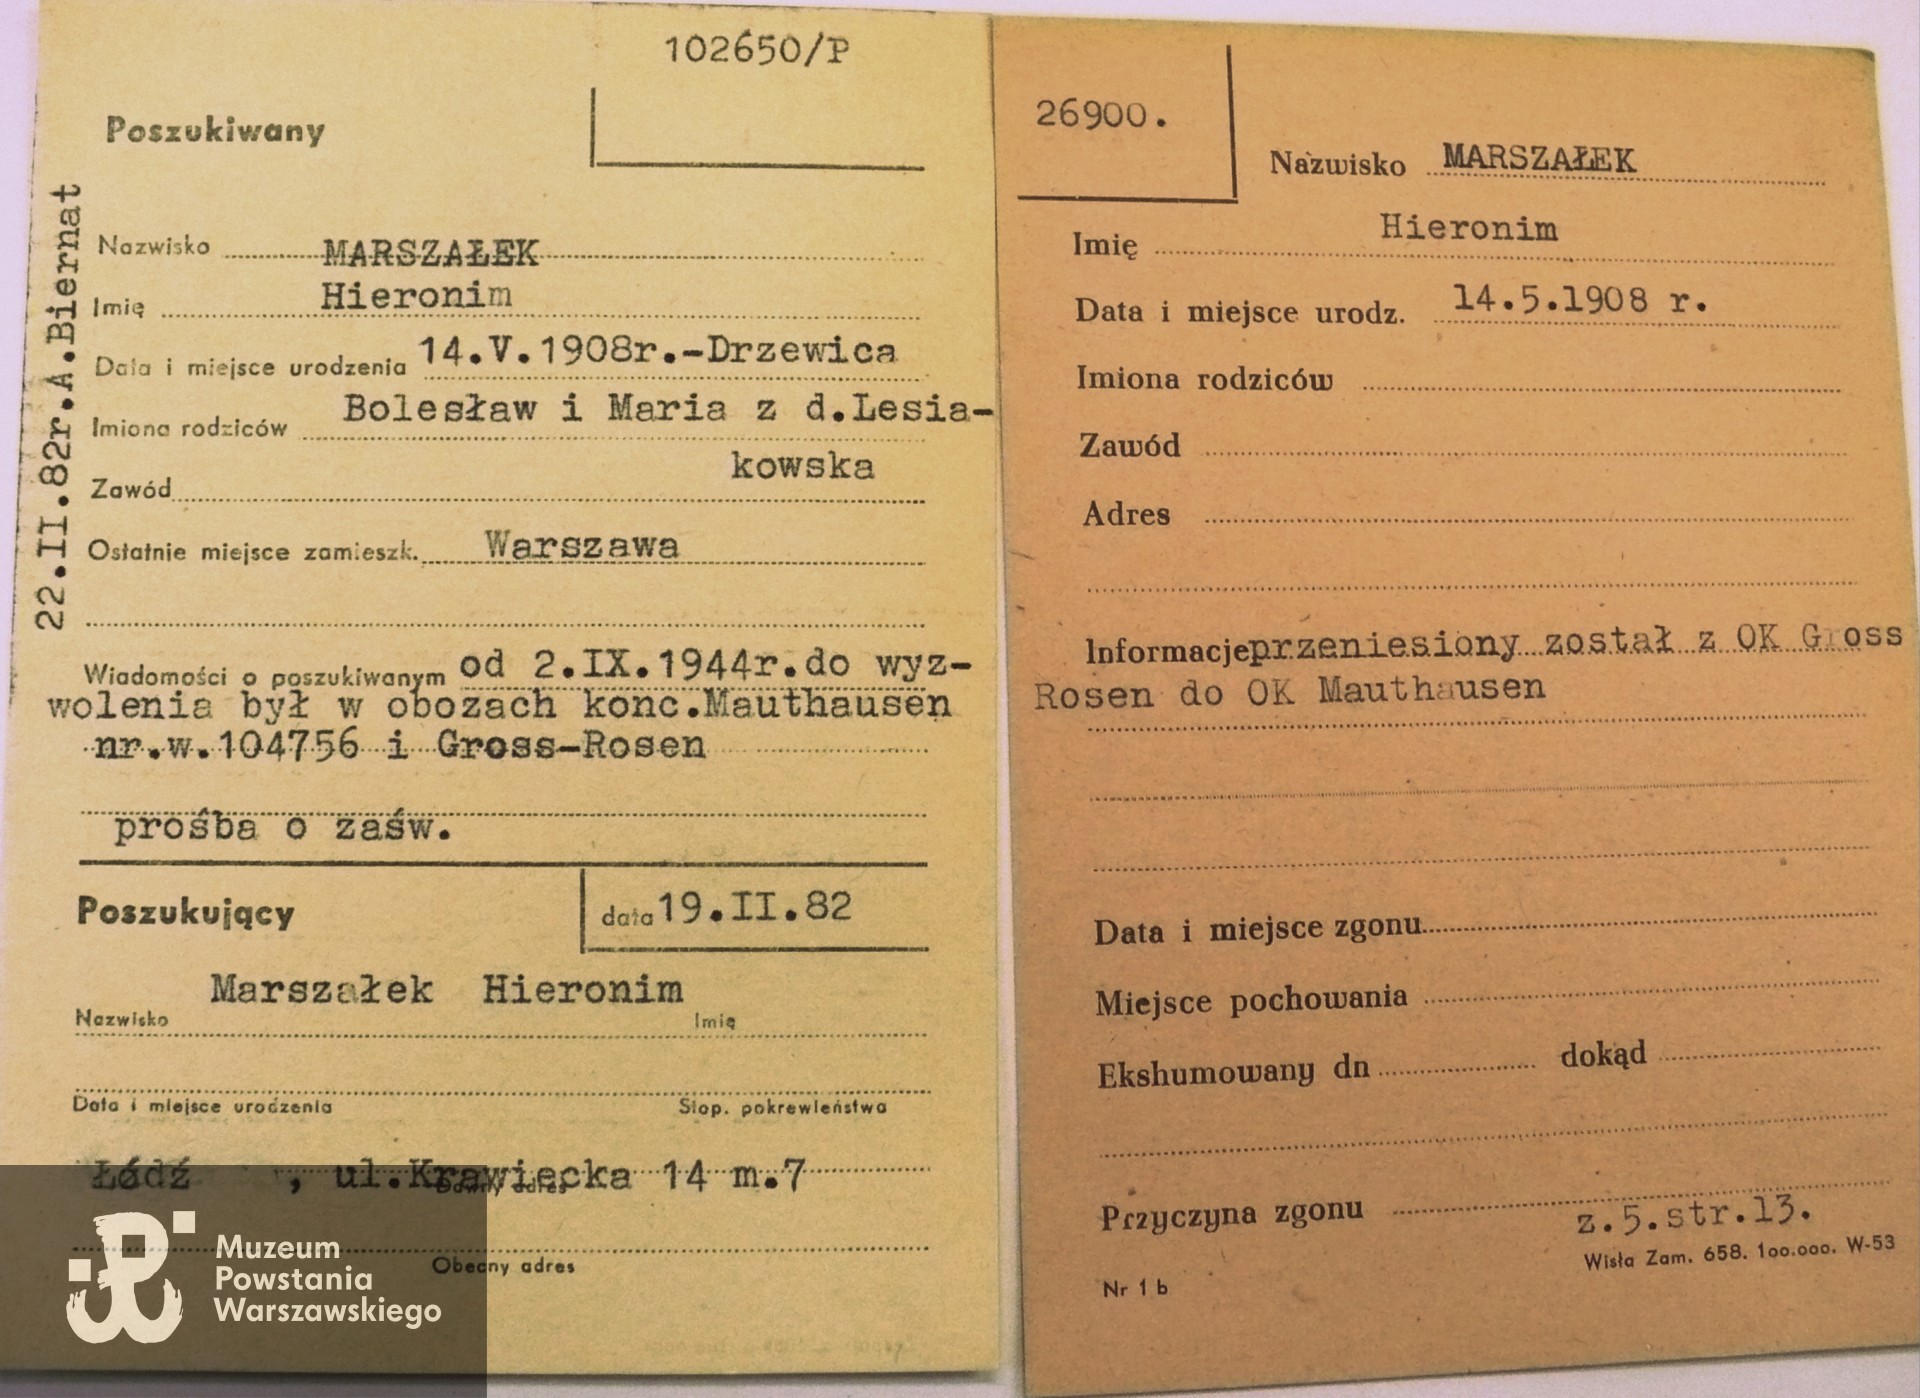 102650/P
Poszukiwany
22.II.82r.A.Biernat
Nazwisko MARSZAŁEK
Imię Hieronim
Data i miejsce urodzenia 14.V.1908r.-Drzewica
Imiona rodziców Bolesław i Maria z d.Lesia-
kowska
Zawód
Ostatnie miejsce zamieszk. Warszawa
Wiadomości o poszukiwanym od 2.IX.1944r.do wyz-
wolenia był w obozach konc.Mauthausen
nr.w.104756 i Gross-Rosen
prośba o zaśw.
Poszukujący
data 19.II.82
Marszałek Hieronim
Nazwisko Imię
Data i miejsce urodzenia Stop. pokrewieństwa
Łódź , ul.Krawiecka 14 m.7
Dawny adres
Obecny adres
Muzeum
Powstania
Warszawskiego
26900.
Nazwisko MARSZAŁEK
Imię Hieronim
Data i miejsce urodz. 14.5.1908 r.
Imiona rodziców
Zawód
Adres
Informacje przeniesiony został z OK Gross
Rosen do OK Mauthausen
Data i miejsce zgonu
Miejsce pochowania
Ekshumowany dn dokąd
Przyczyna zgonu
z.5.str.13.
Wisła Zam. 658. 100.000. W-53
Nr 1 b